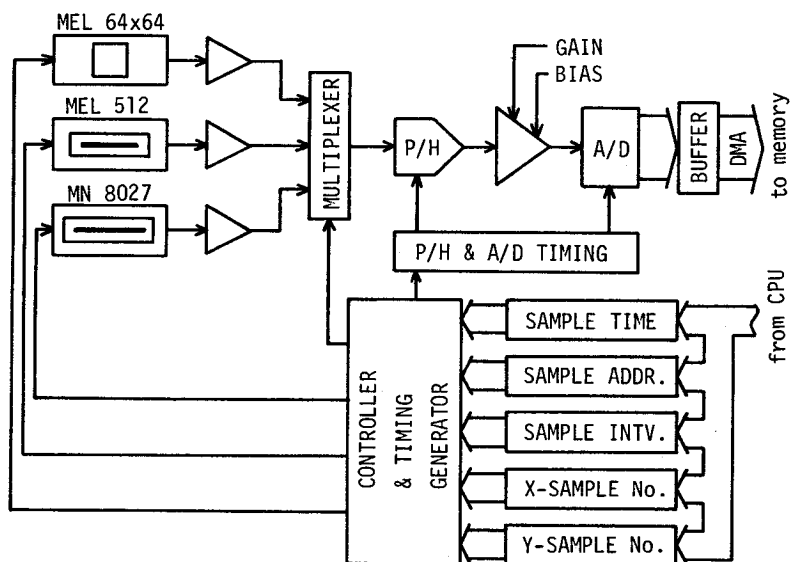 MEL 64x64
MEL 512
MN 8027
MULTIPLEXER
P/H
GAIN
BIAS
A/D
BUFFER
DMA
to memory
P/H & A/D TIMING
from CPU
CONTROLLER
& TIMING
GENERATOR
SAMPLE TIME
SAMPLE ADDR.
SAMPLE INTV.
X-SAMPLE No.
Y-SAMPLE No.